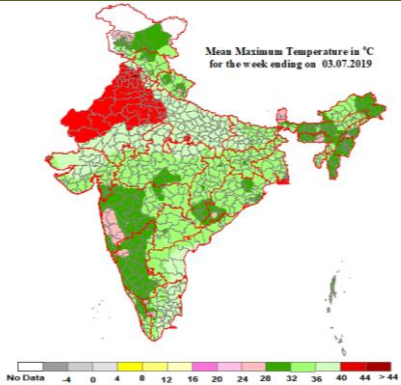 Mean Maximum Temperature in °C
for the week ending on 03.07.2019
No Data -4 0 4 8 12 16 20 24 28 32 36 40 44 >44